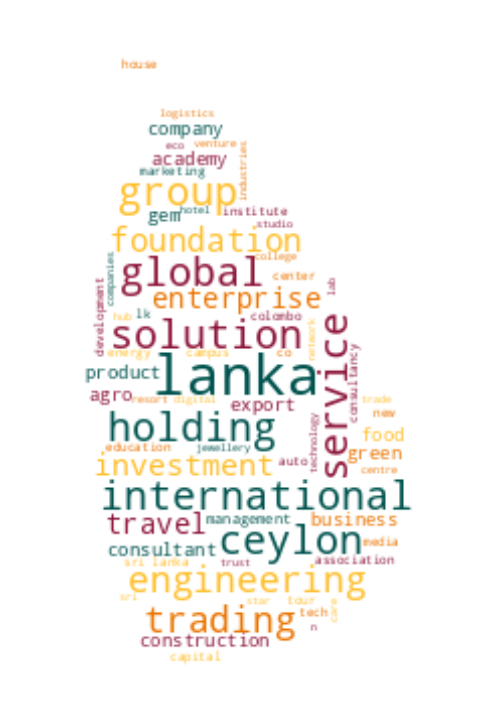 house
logistics
company
eco venture
academy
industries
marketing
group
gem hotel institute
studio
foundation
college
companies
global center
development
lab
enterprise
hub lk colombo
solution
network
service
energy campus co
lanka
product
consultancy
agro resort digital export trade
new
holding
food
technology
education jewellery green
investment auto
centre
international
travel management business
consultant ceylon media
sri lanka trust association
engineering
sri star tour
care
trading tech
n
construction
capital